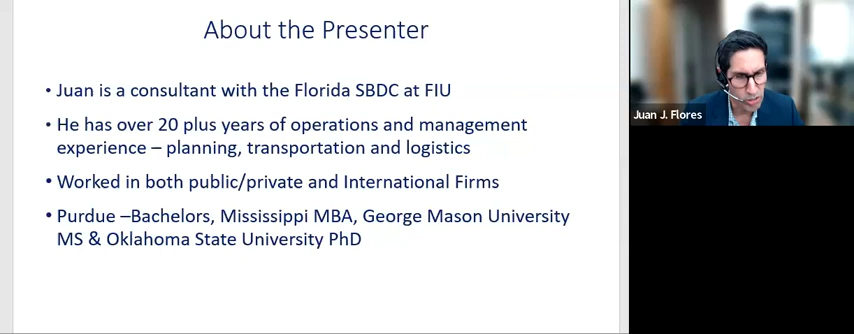 About the Presenter
• Juan is a consultant with the Florida SBDC at FIU
• He has over 20 plus years of operations and management
experience – planning, transportation and logistics
• Worked in both public/private and International Firms
• Purdue –Bachelors, Mississippi MBA, George Mason University
MS & Oklahoma State University PhD
Juan J. Flores